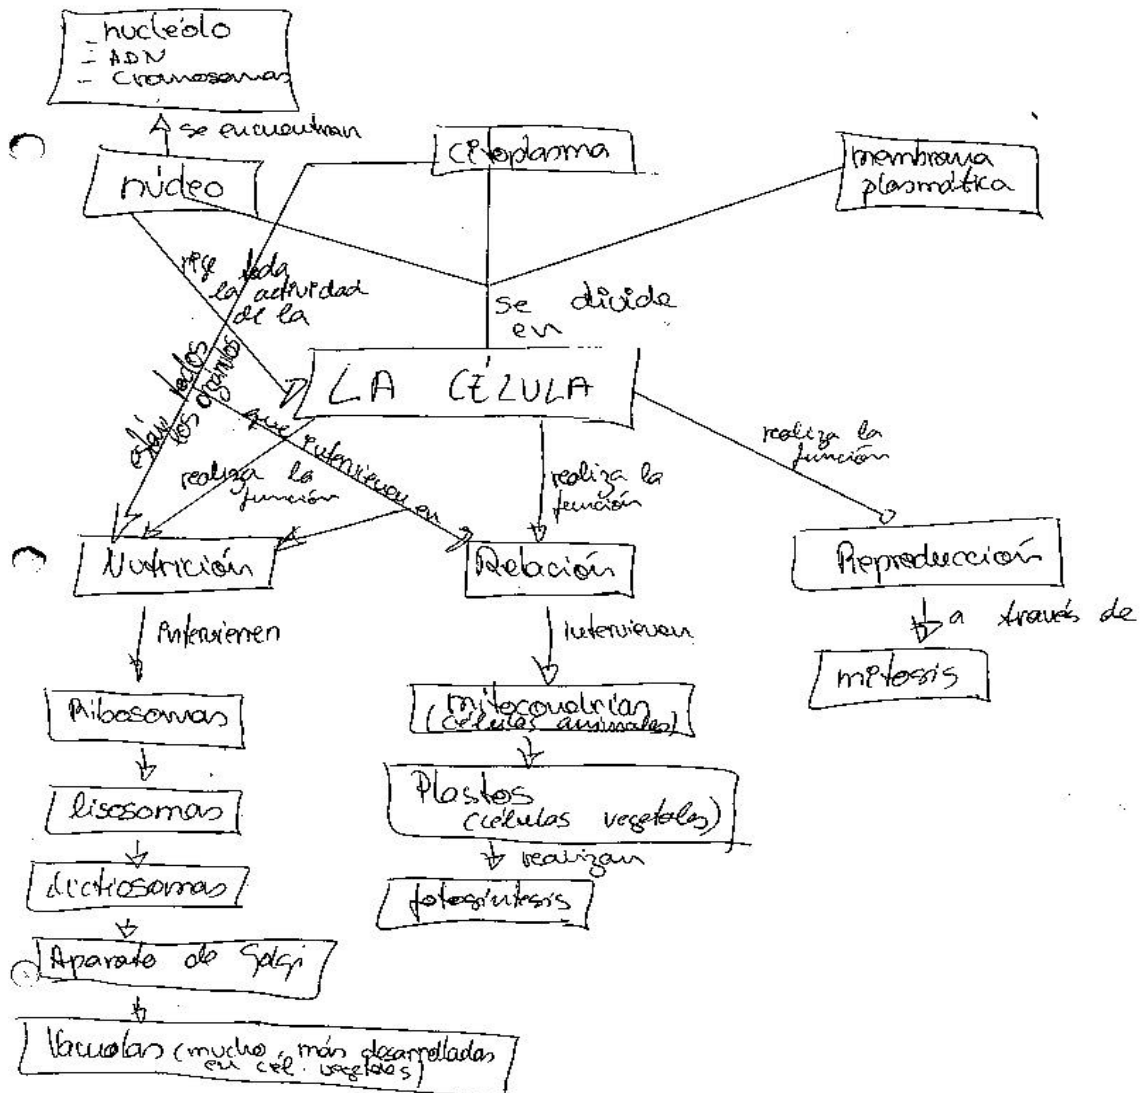 - nucléolo
- ADN
- Cromosomas
se encuentran
núcleo
citoplasma
membrana
plasmática
rige toda
la actividad
de la
se divide
en
LA CÉLULA
están todos
los orgánulos
que intervienen en
realiza la
función
realiza la
función
realiza la
función
Nutrición
Relación
Reproducción
intervienen
intervienen
a través de
mitosis
Ribosomas
mitocondrias
(células animales)
lisosomas
Plastos
(células vegetales)
realizan
dictiosomas
fotosíntesis
Aparato de Golgi
Vacuolas (mucho más desarrolladas
en cél. vegetales)